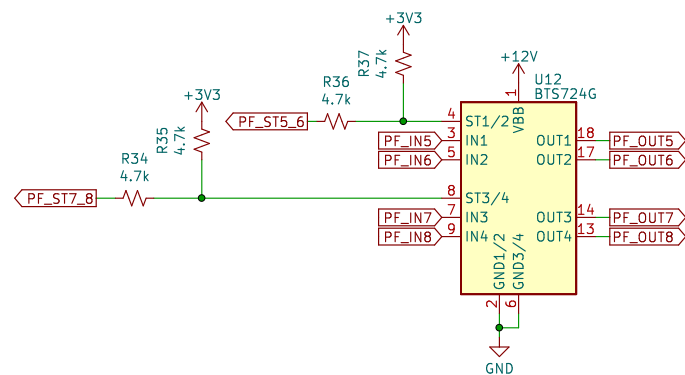 +3V3
R37
4.7k
+12V
U12
BTS724G
R36
4.7k
+3V3
1
VBB
PF_ST5_6
4
ST1/2
R35
4.7k
PF_IN5
3
IN1
OUT1
18
PF_OUT5
R34
4.7k
PF_IN6
5
IN2
OUT2
17
PF_OUT6
PF_ST7_8
8
ST3/4
PF_IN7
7
IN3
OUT3
14
PF_OUT7
PF_IN8
9
IN4
OUT4
13
PF_OUT8
GND1/2
GND3/4
2
6
GND